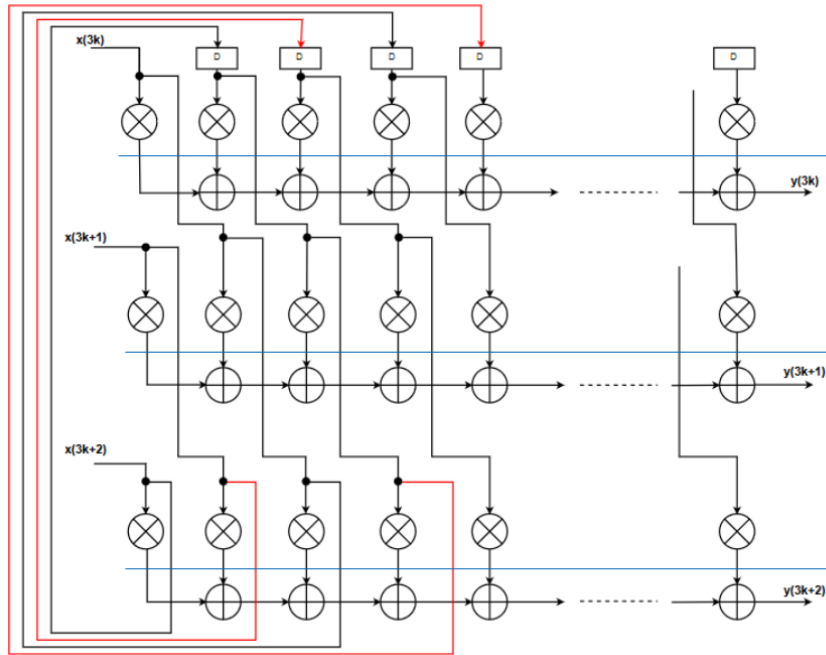 x(3k)
D
D
D
D
D
y(3k)
x(3k+1)
y(3k+1)
x(3k+2)
y(3k+2)